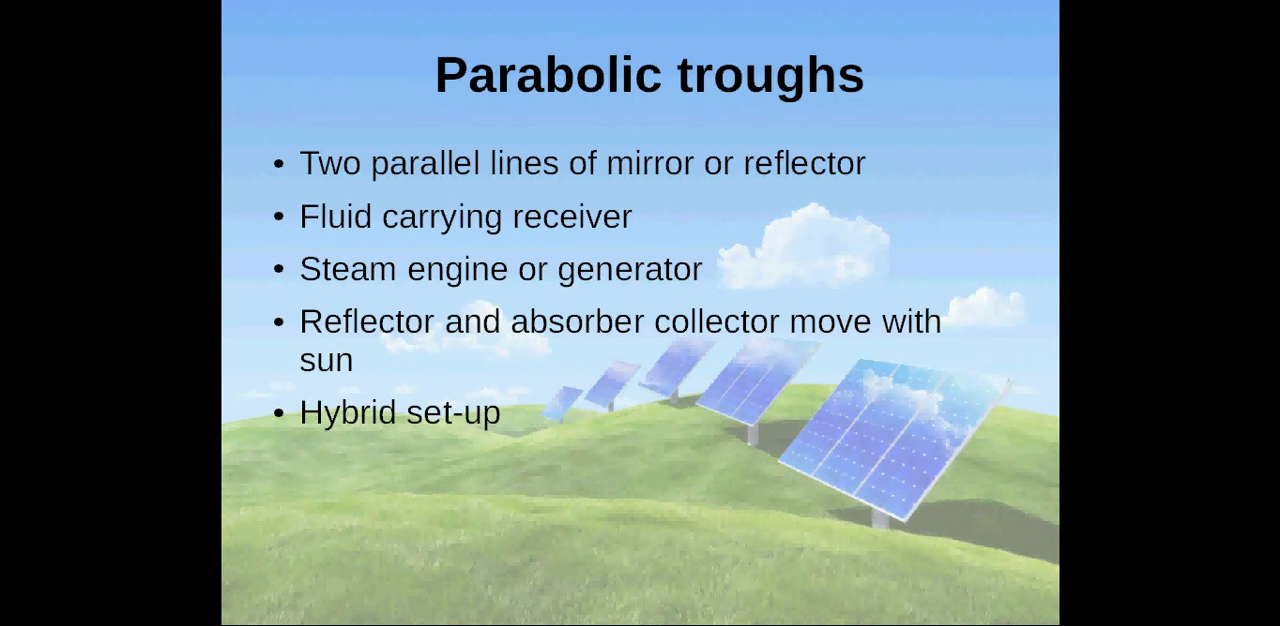 Parabolic troughs
• Two parallel lines of mirror or reflector
• Fluid carrying receiver
• Steam engine or generator
• Reflector and absorber collector move with
sun
• Hybrid set-up